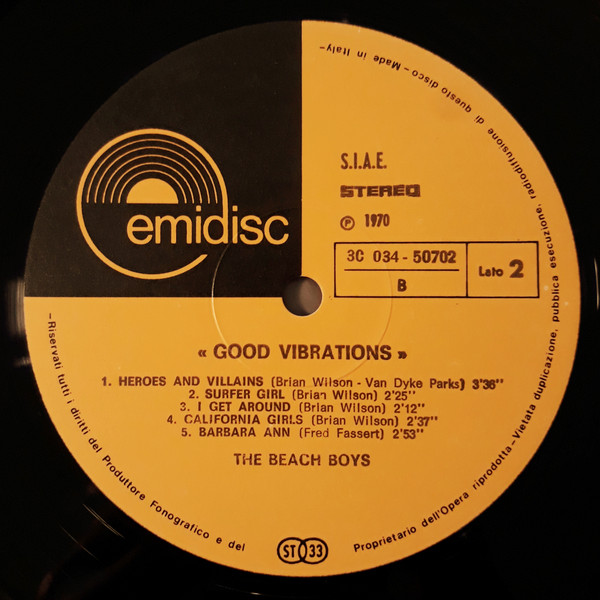 emidisc
S.I.A.E.
STEREO
Ⓟ 1970
3C 034 - 50702
B
Lato 2
« GOOD VIBRATIONS »
1. HEROES AND VILLAINS (Brian Wilson - Van Dyke Parks) 3'36''
2. SURFER GIRL (Brian Wilson) 2'25''
3. I GET AROUND (Brian Wilson) 2'12''
4. CALIFORNIA GIRLS (Brian Wilson) 2'37''
5. BARBARA ANN (Fred Fassert) 2'53''
THE BEACH BOYS
ST 33
-Riservati tutti i diritti del Produttore Fonografico e del Proprietario dell'Opera riprodotta-Vietata duplicazione, pubblica esecuzione, radiodiffusione di questo disco - Made in Italy-